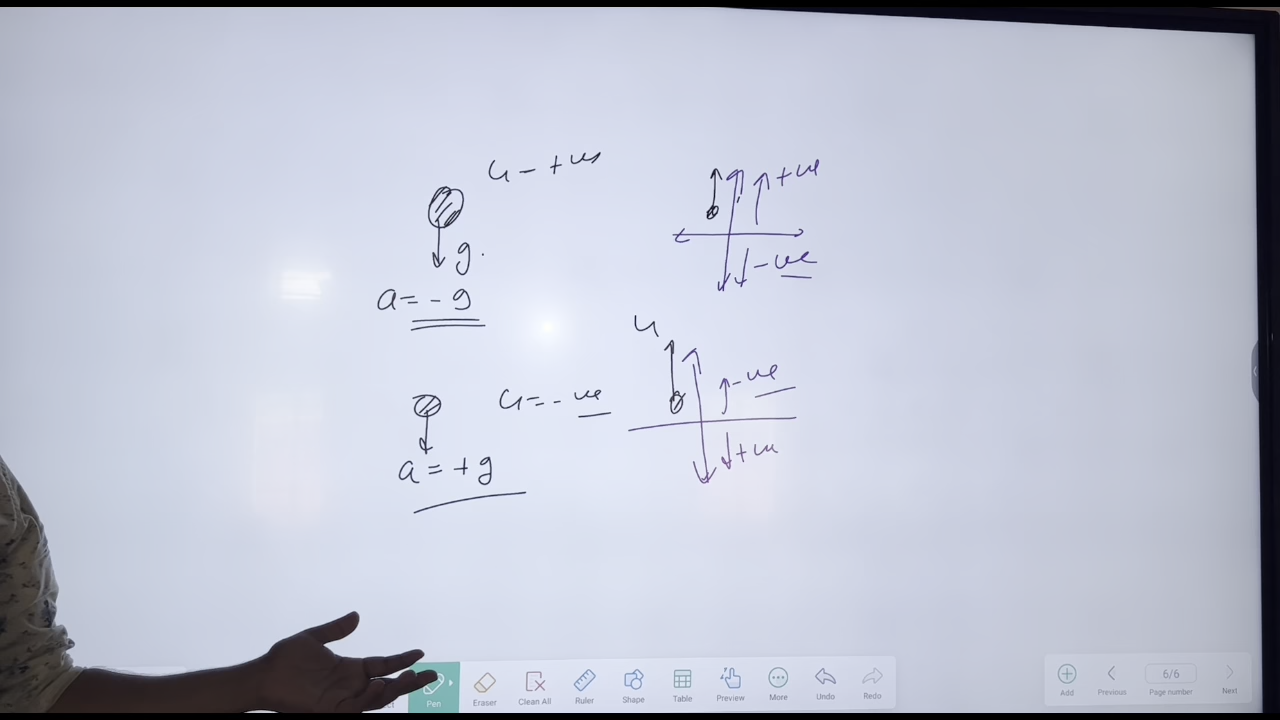 u - +ve
+ve
g.
- ve
a = - g
u
- ve
u = - ve
+ve
a = + g
Pen
Eraser
Clean All
Ruler
Shape
Table
Preview
More
Undo
Redo
Add
Previous
6/6
Page number
Next